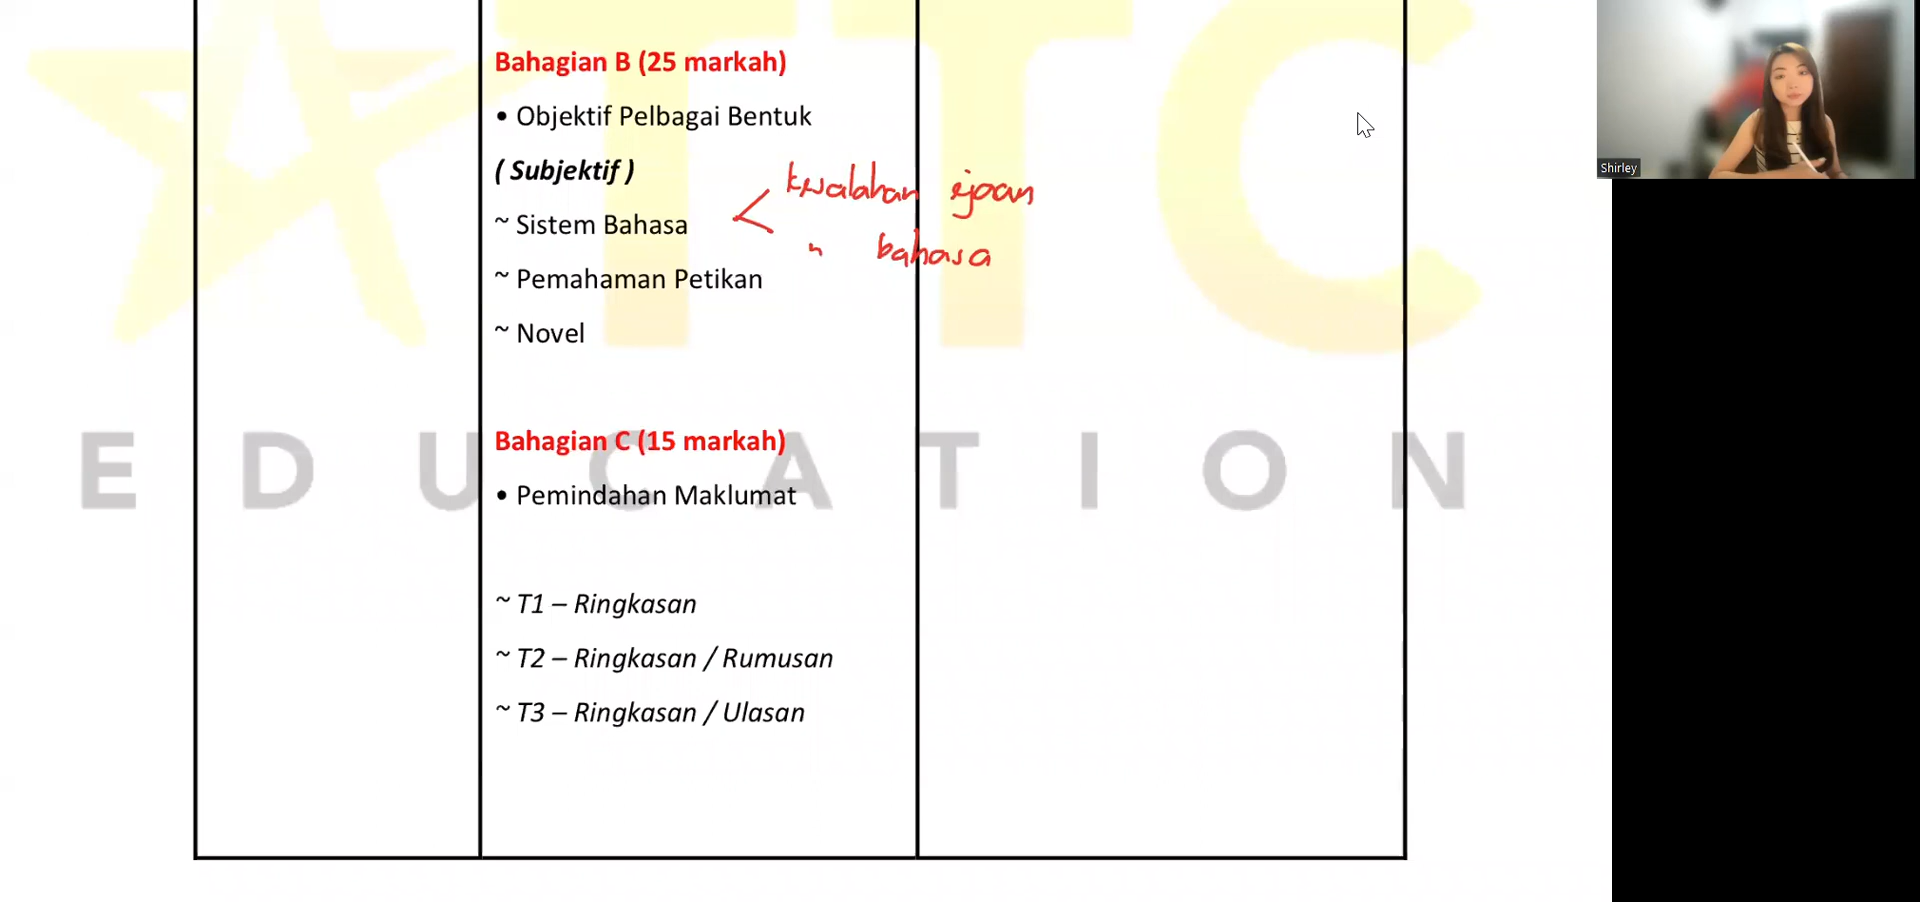 TTC
EDUCATION
Bahagian B (25 markah)
• Objektif Pelbagai Bentuk
( Subjektif )
~ Sistem Bahasa
kesalahan ejaan
" bahasa
~ Pemahaman Petikan
~ Novel
Bahagian C (15 markah)
• Pemindahan Maklumat
~ T1 – Ringkasan
~ T2 – Ringkasan / Rumusan
~ T3 – Ringkasan / Ulasan
Shirley